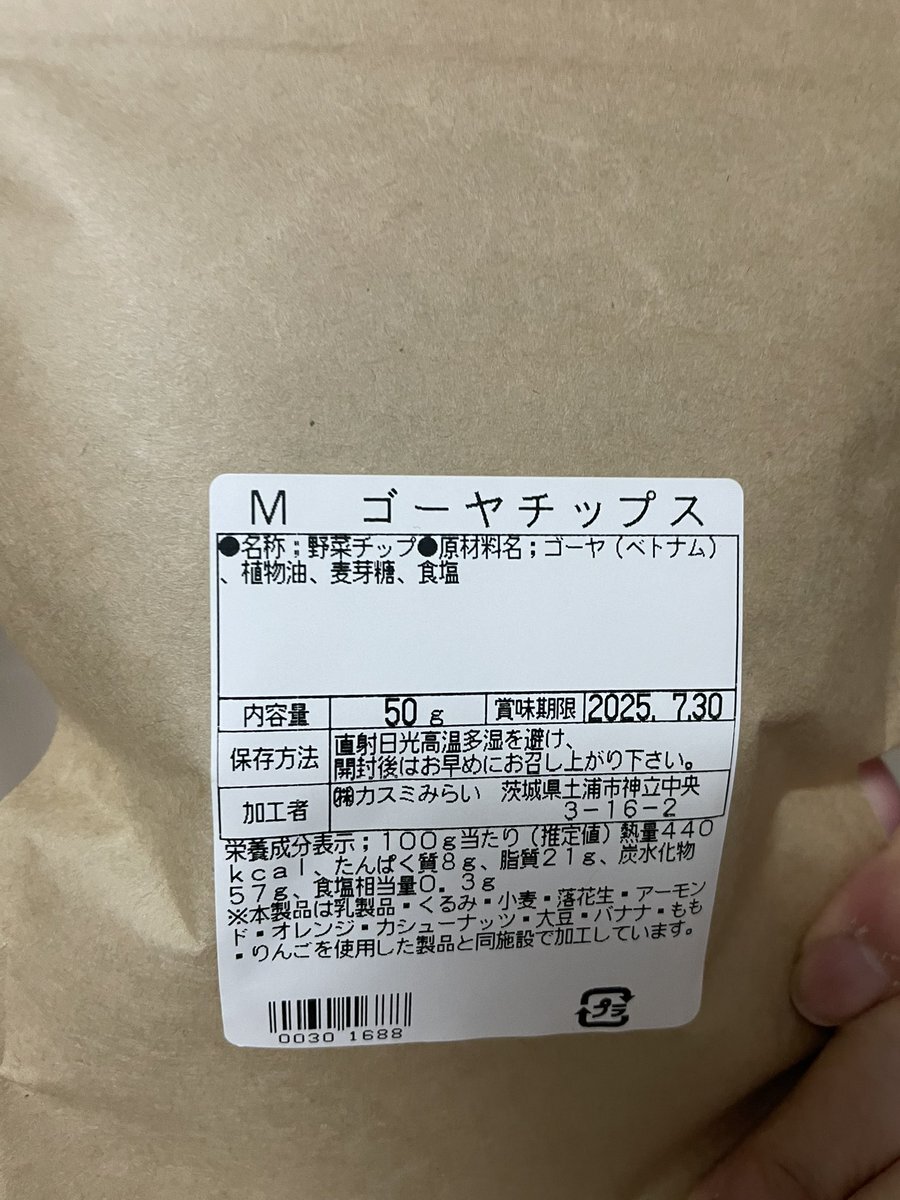 M ゴーヤチップス
●名称;野菜チップ●原材料名;ゴーヤ(ベトナム)
、植物油、麦芽糖、食塩
内容量 50g 賞味期限 2025. 7.30
保存方法 直射日光高温多湿を避け、
開封後はお早めにお召し上がり下さい。
加工者 ㈱カスミみらい 茨城県土浦市神立中央
3-16-2
栄養成分表示;100g当たり(推定値)熱量440
kcal、たんぱく質8g、脂質21g、炭水化物
57g、食塩相当量0.3g
※本製品は乳製品・くるみ・小麦・落花生・アーモン
ド・オレンジ・カシューナッツ・大豆・バナナ・もも
・りんごを使用した製品と同施設で加工しています。
0030 1688
プラ